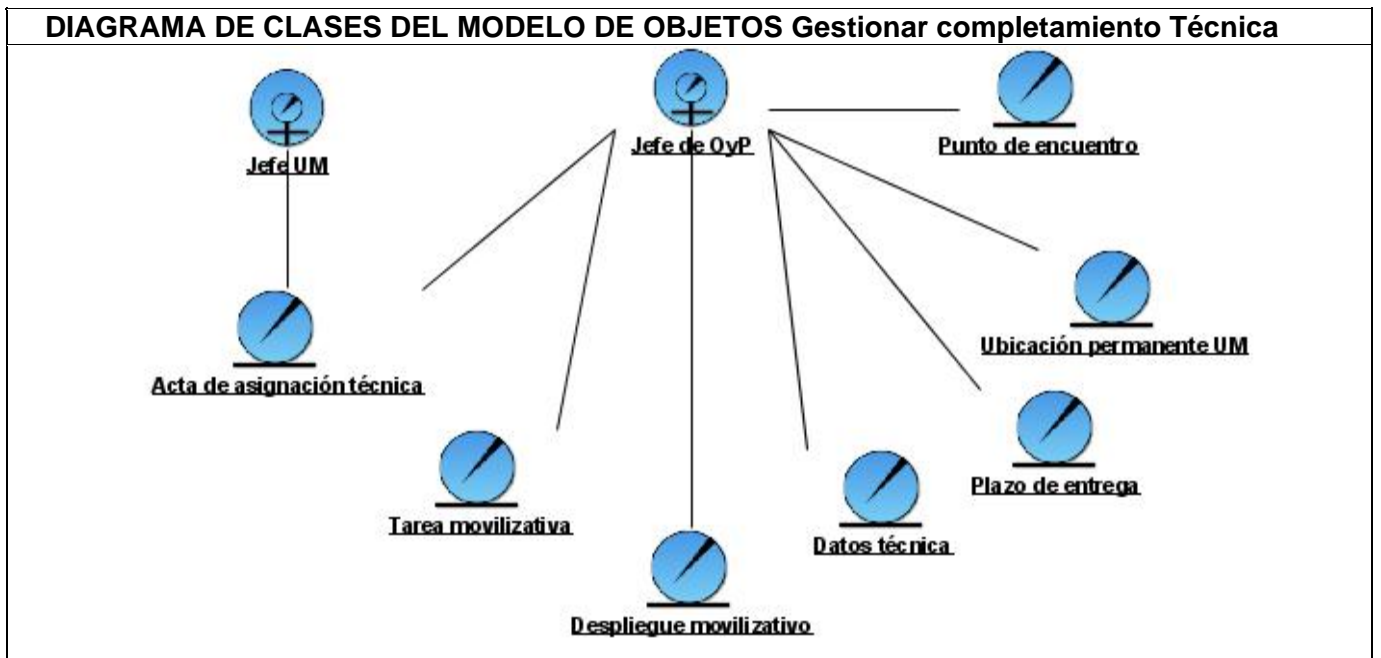 DIAGRAMA DE CLASES DEL MODELO DE OBJETOS Gestionar completamiento Técnica
Jefe UM
Jefe de OyP
Punto de encuentro
Ubicación permanente UM
Acta de asignación técnica
Plazo de entrega
Tarea movilizativa
Datos técnica
Despliegue movilizativo